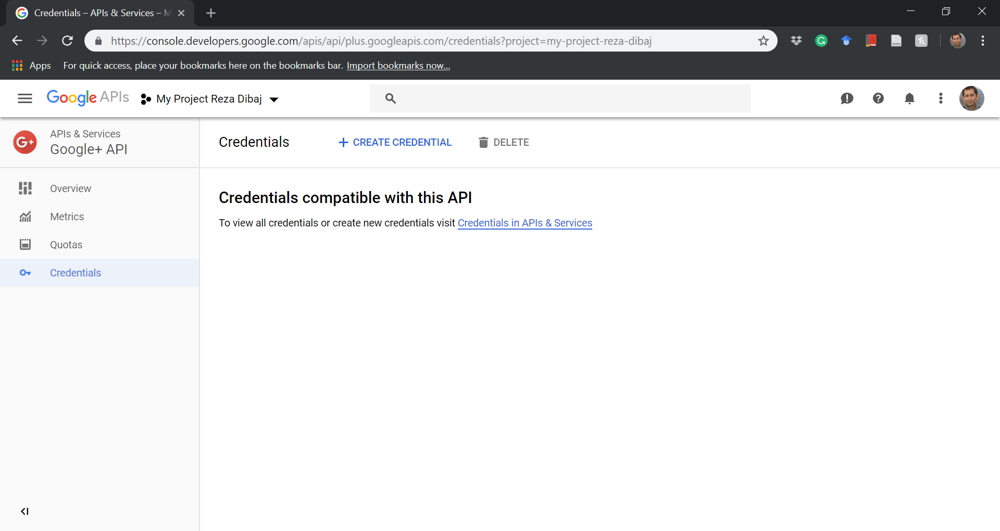 Credentials – APIs & Services – M
https://console.developers.google.com/apis/api/plus.googleapis.com/credentials?project=my-project-reza-dibaj
Apps For quick access, place your bookmarks here on the bookmarks bar. Import bookmarks now...
Google APIs My Project Reza Dibaj
G+ APIs & Services
Google+ API
Credentials + CREATE CREDENTIAL DELETE
Overview
Metrics
Quotas
Credentials
Credentials compatible with this API
To view all credentials or create new credentials visit Credentials in APIs & Services